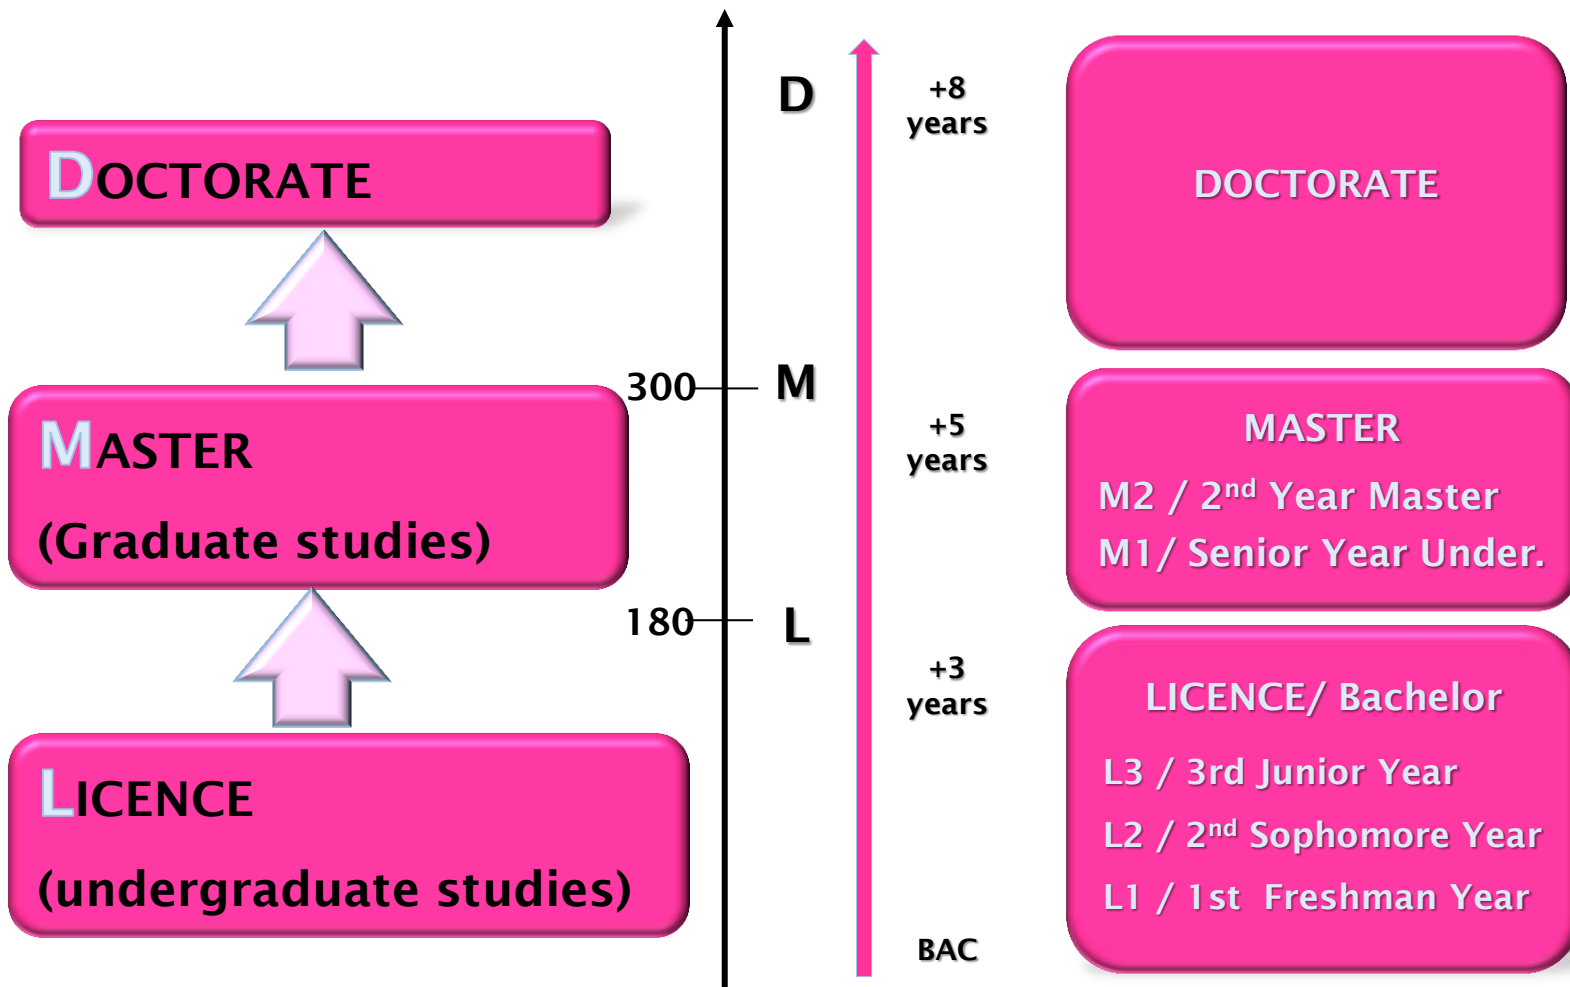 DOCTORATE
MASTER
(Graduate studies)
LICENCE
(undergraduate studies)
300
180
D
M
L
+8
years
+5
years
+3
years
BAC
DOCTORATE
MASTER
M2 / 2nd Year Master
M1/ Senior Year Under.
LICENCE/ Bachelor
L3 / 3rd Junior Year
L2 / 2nd Sophomore Year
L1 / 1st Freshman Year